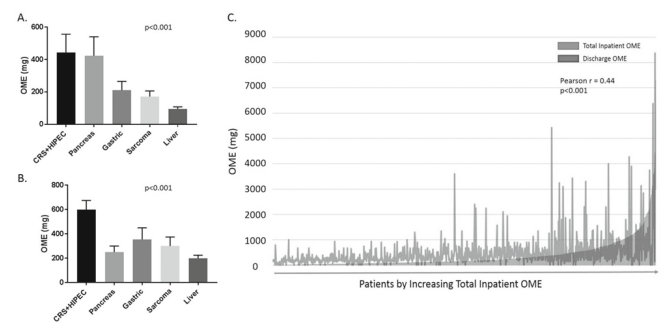 A.
p<0.001
600
400
200
0
OME (mg)
CRS+HIPEC
Pancreas
Gastric
Sarcoma
Liver
B.
p<0.001
800
600
400
200
0
OME (mg)
CRS+HIPEC
Pancreas
Gastric
Sarcoma
Liver
C.
9000
8000
7000
6000
5000
4000
3000
2000
1000
0
OME (mg)
Total Inpatient OME
Discharge OME
Pearson r = 0.44
p<0.001
Patients by Increasing Total Inpatient OME